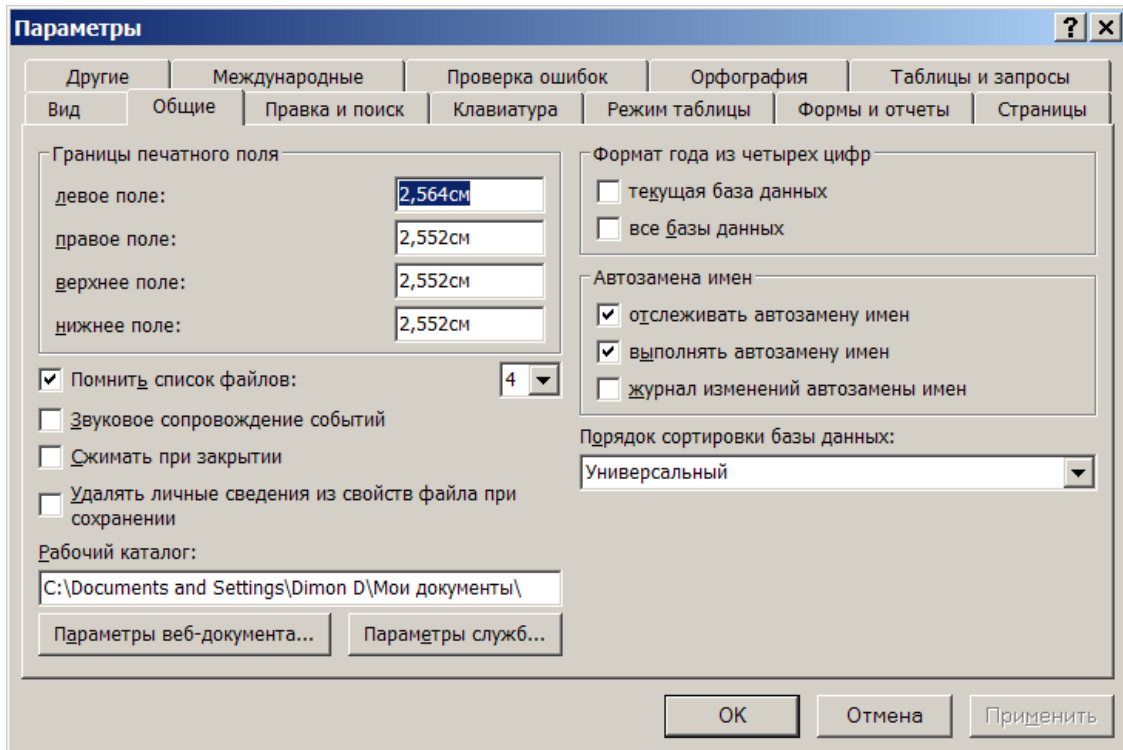 Параметры
Другие
Международные
Проверка ошибок
Орфография
Таблицы и запросы
Вид
Общие
Правка и поиск
Клавиатура
Режим таблицы
Формы и отчеты
Страницы
Границы печатного поля
левое поле: 2,564см
правое поле: 2,552см
верхнее поле: 2,552см
нижнее поле: 2,552см
Помнить список файлов: 4
Звуковое сопровождение событий
Сжимать при закрытии
Удалять личные сведения из свойств файла при
сохранении
Рабочий каталог:
C:\Documents and Settings\Dimon D\Мои документы\
Параметры веб-документа...
Параметры служб...
Формат года из четырех цифр
текущая база данных
все базы данных
Автозамена имен
отслеживать автозамену имен
выполнять автозамену имен
журнал изменений автозамены имен
Порядок сортировки базы данных:
Универсальный
OK
Отмена
Применить